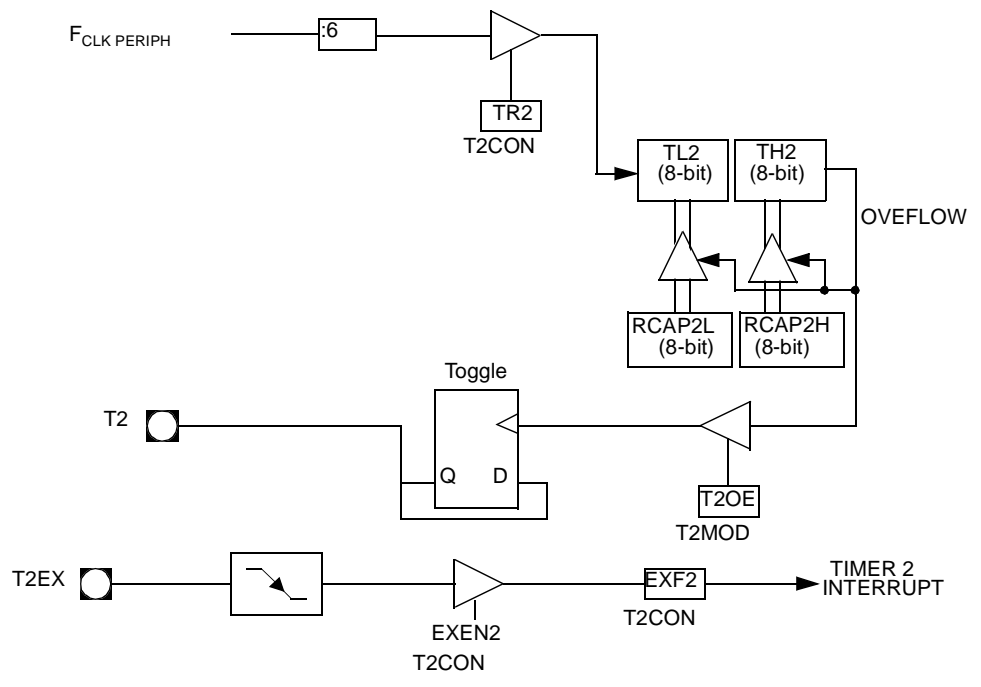 FCLK PERIPH
:6
TR2
T2CON
TL2
(8-bit)
TH2
(8-bit)
OVEFLOW
RCAP2L
(8-bit)
RCAP2H
(8-bit)
Toggle
T2
Q
D
T2OE
T2MOD
T2EX
EXEN2
T2CON
EXF2
T2CON
TIMER 2
INTERRUPT